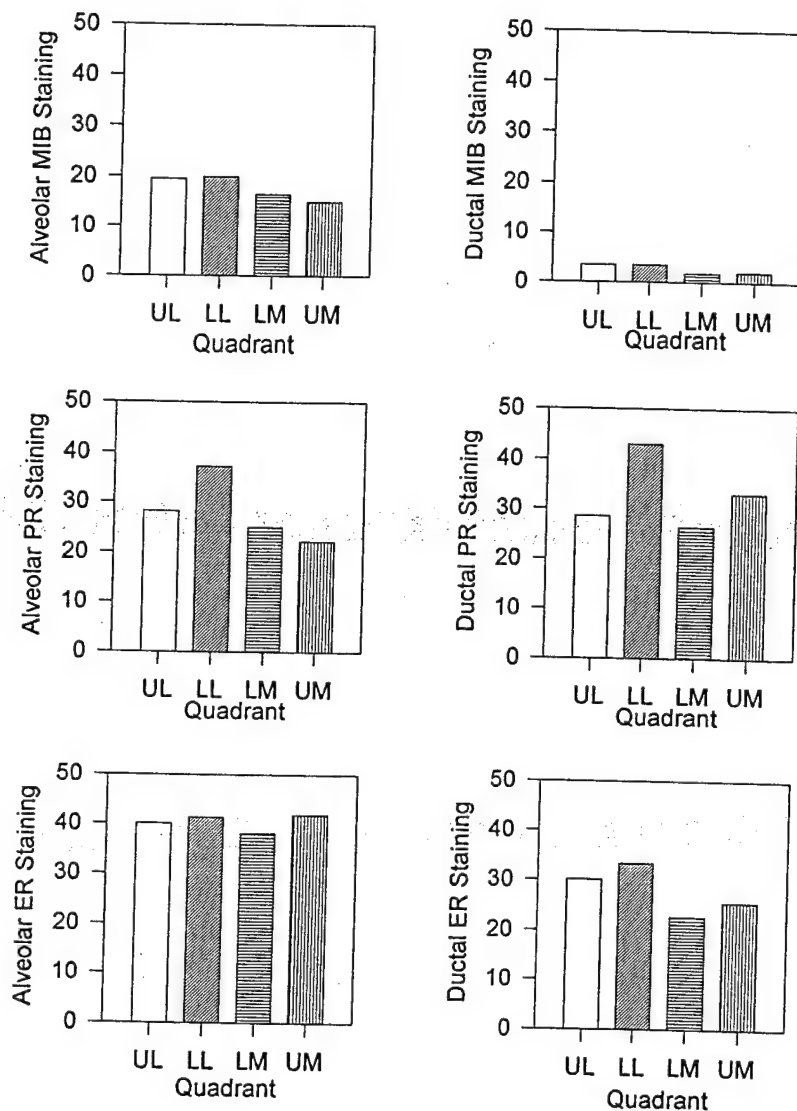 Alveolar MIB Staining
50
40
30
20
10
0
UL LL LM UM
Quadrant
Ductal MIB Staining
50
40
30
20
10
0
UL LL LM UM
Quadrant
Alveolar PR Staining
50
40
30
20
10
0
UL LL LM UM
Quadrant
Ductal PR Staining
50
40
30
20
10
0
UL LL LM UM
Quadrant
Alveolar ER Staining
50
40
30
20
10
0
UL LL LM UM
Quadrant
Ductal ER Staining
50
40
30
20
10
0
UL LL LM UM
Quadrant